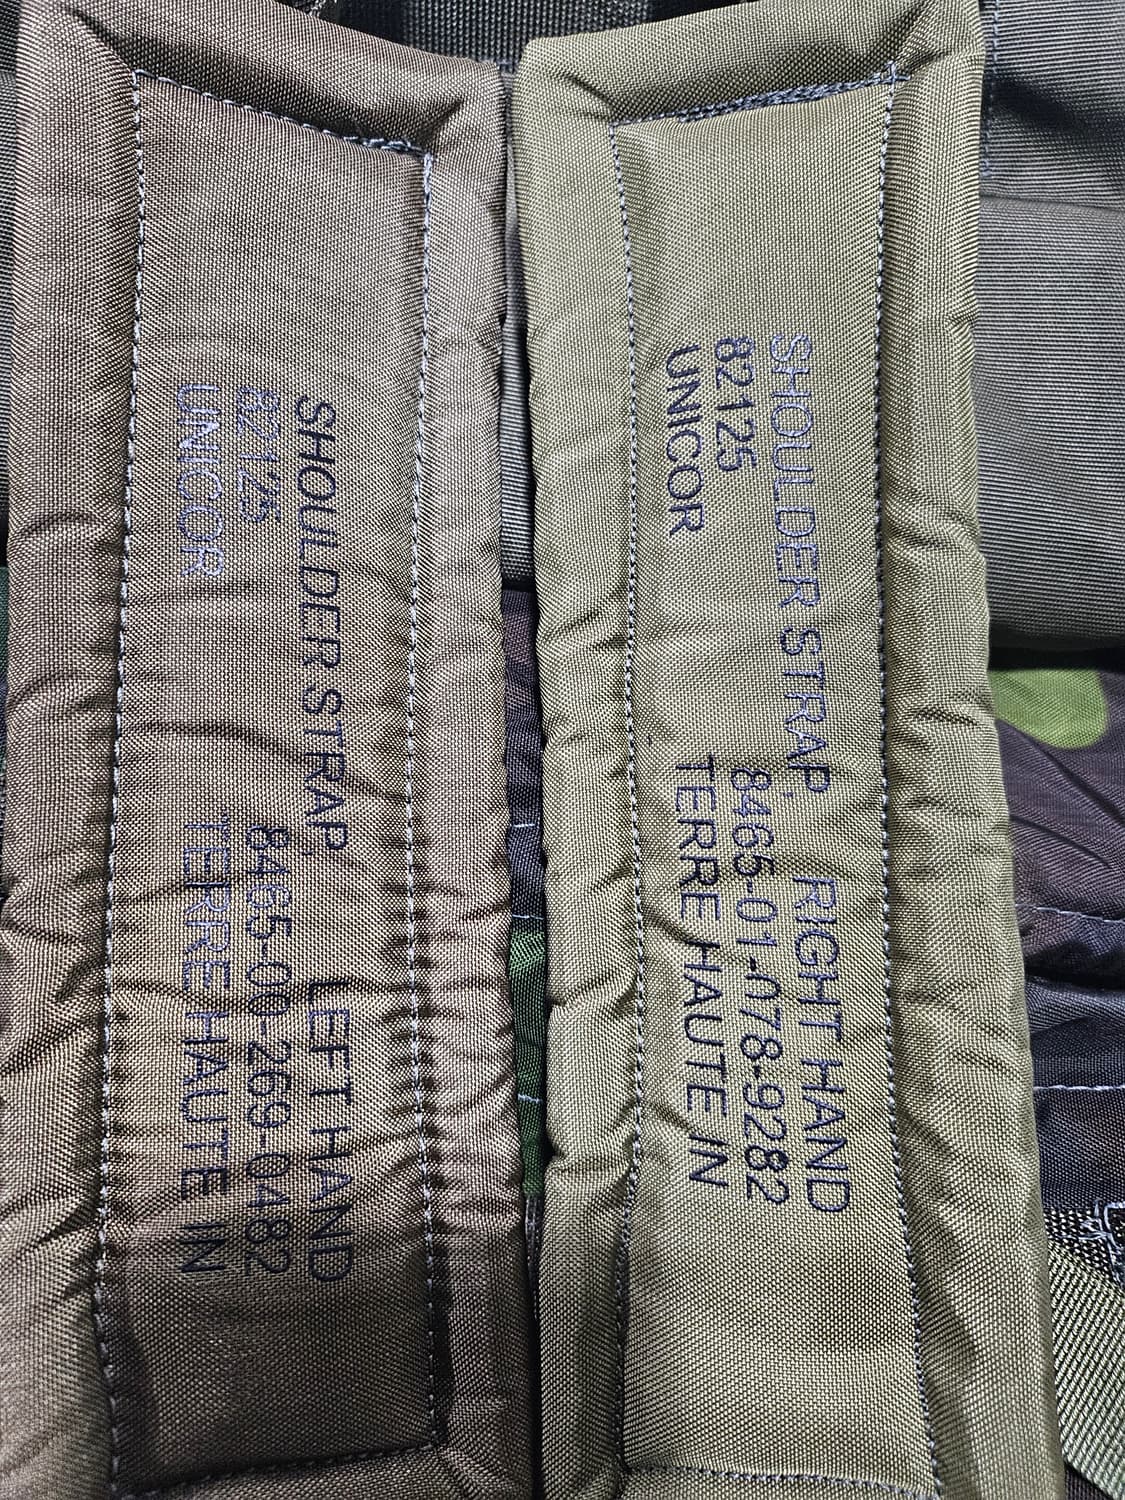 SHOULDER STRAP, LEFT HAND
82125 8465-00-269-0482
UNICOR TERRE HAUTE IN
SHOULDER STRAP, RIGHT HAND
82125 8465-01-078-9282
UNICOR TERRE HAUTE IN